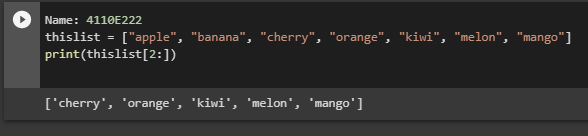 Name: 4110E222
thislist = ["apple", "banana", "cherry", "orange", "kiwi", "melon", "mango"]
print(thislist[2:])
['cherry', 'orange', 'kiwi', 'melon', 'mango']